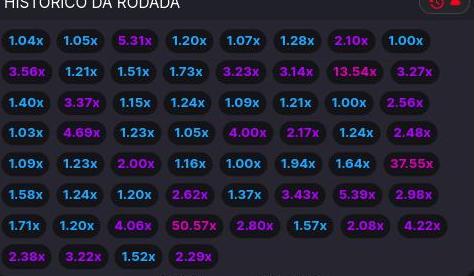 HISTÓRICO DA RODADA
1.04x 1.05x 5.31x 1.20x 1.07x 1.28x 2.10x 1.00x
3.56x 1.21x 1.51x 1.73x 3.23x 3.14x 13.54x 3.27x
1.40x 3.37x 1.15x 1.24x 1.09x 1.21x 1.00x 2.56x
1.03x 4.69x 1.23x 1.05x 4.00x 2.17x 1.24x 2.48x
1.09x 1.23x 2.00x 1.16x 1.00x 1.94x 1.64x 37.55x
1.58x 1.24x 1.20x 2.62x 1.37x 3.43x 5.39x 2.98x
1.71x 1.20x 4.06x 50.57x 2.80x 1.57x 2.08x 4.22x
2.38x 3.22x 1.52x 2.29x